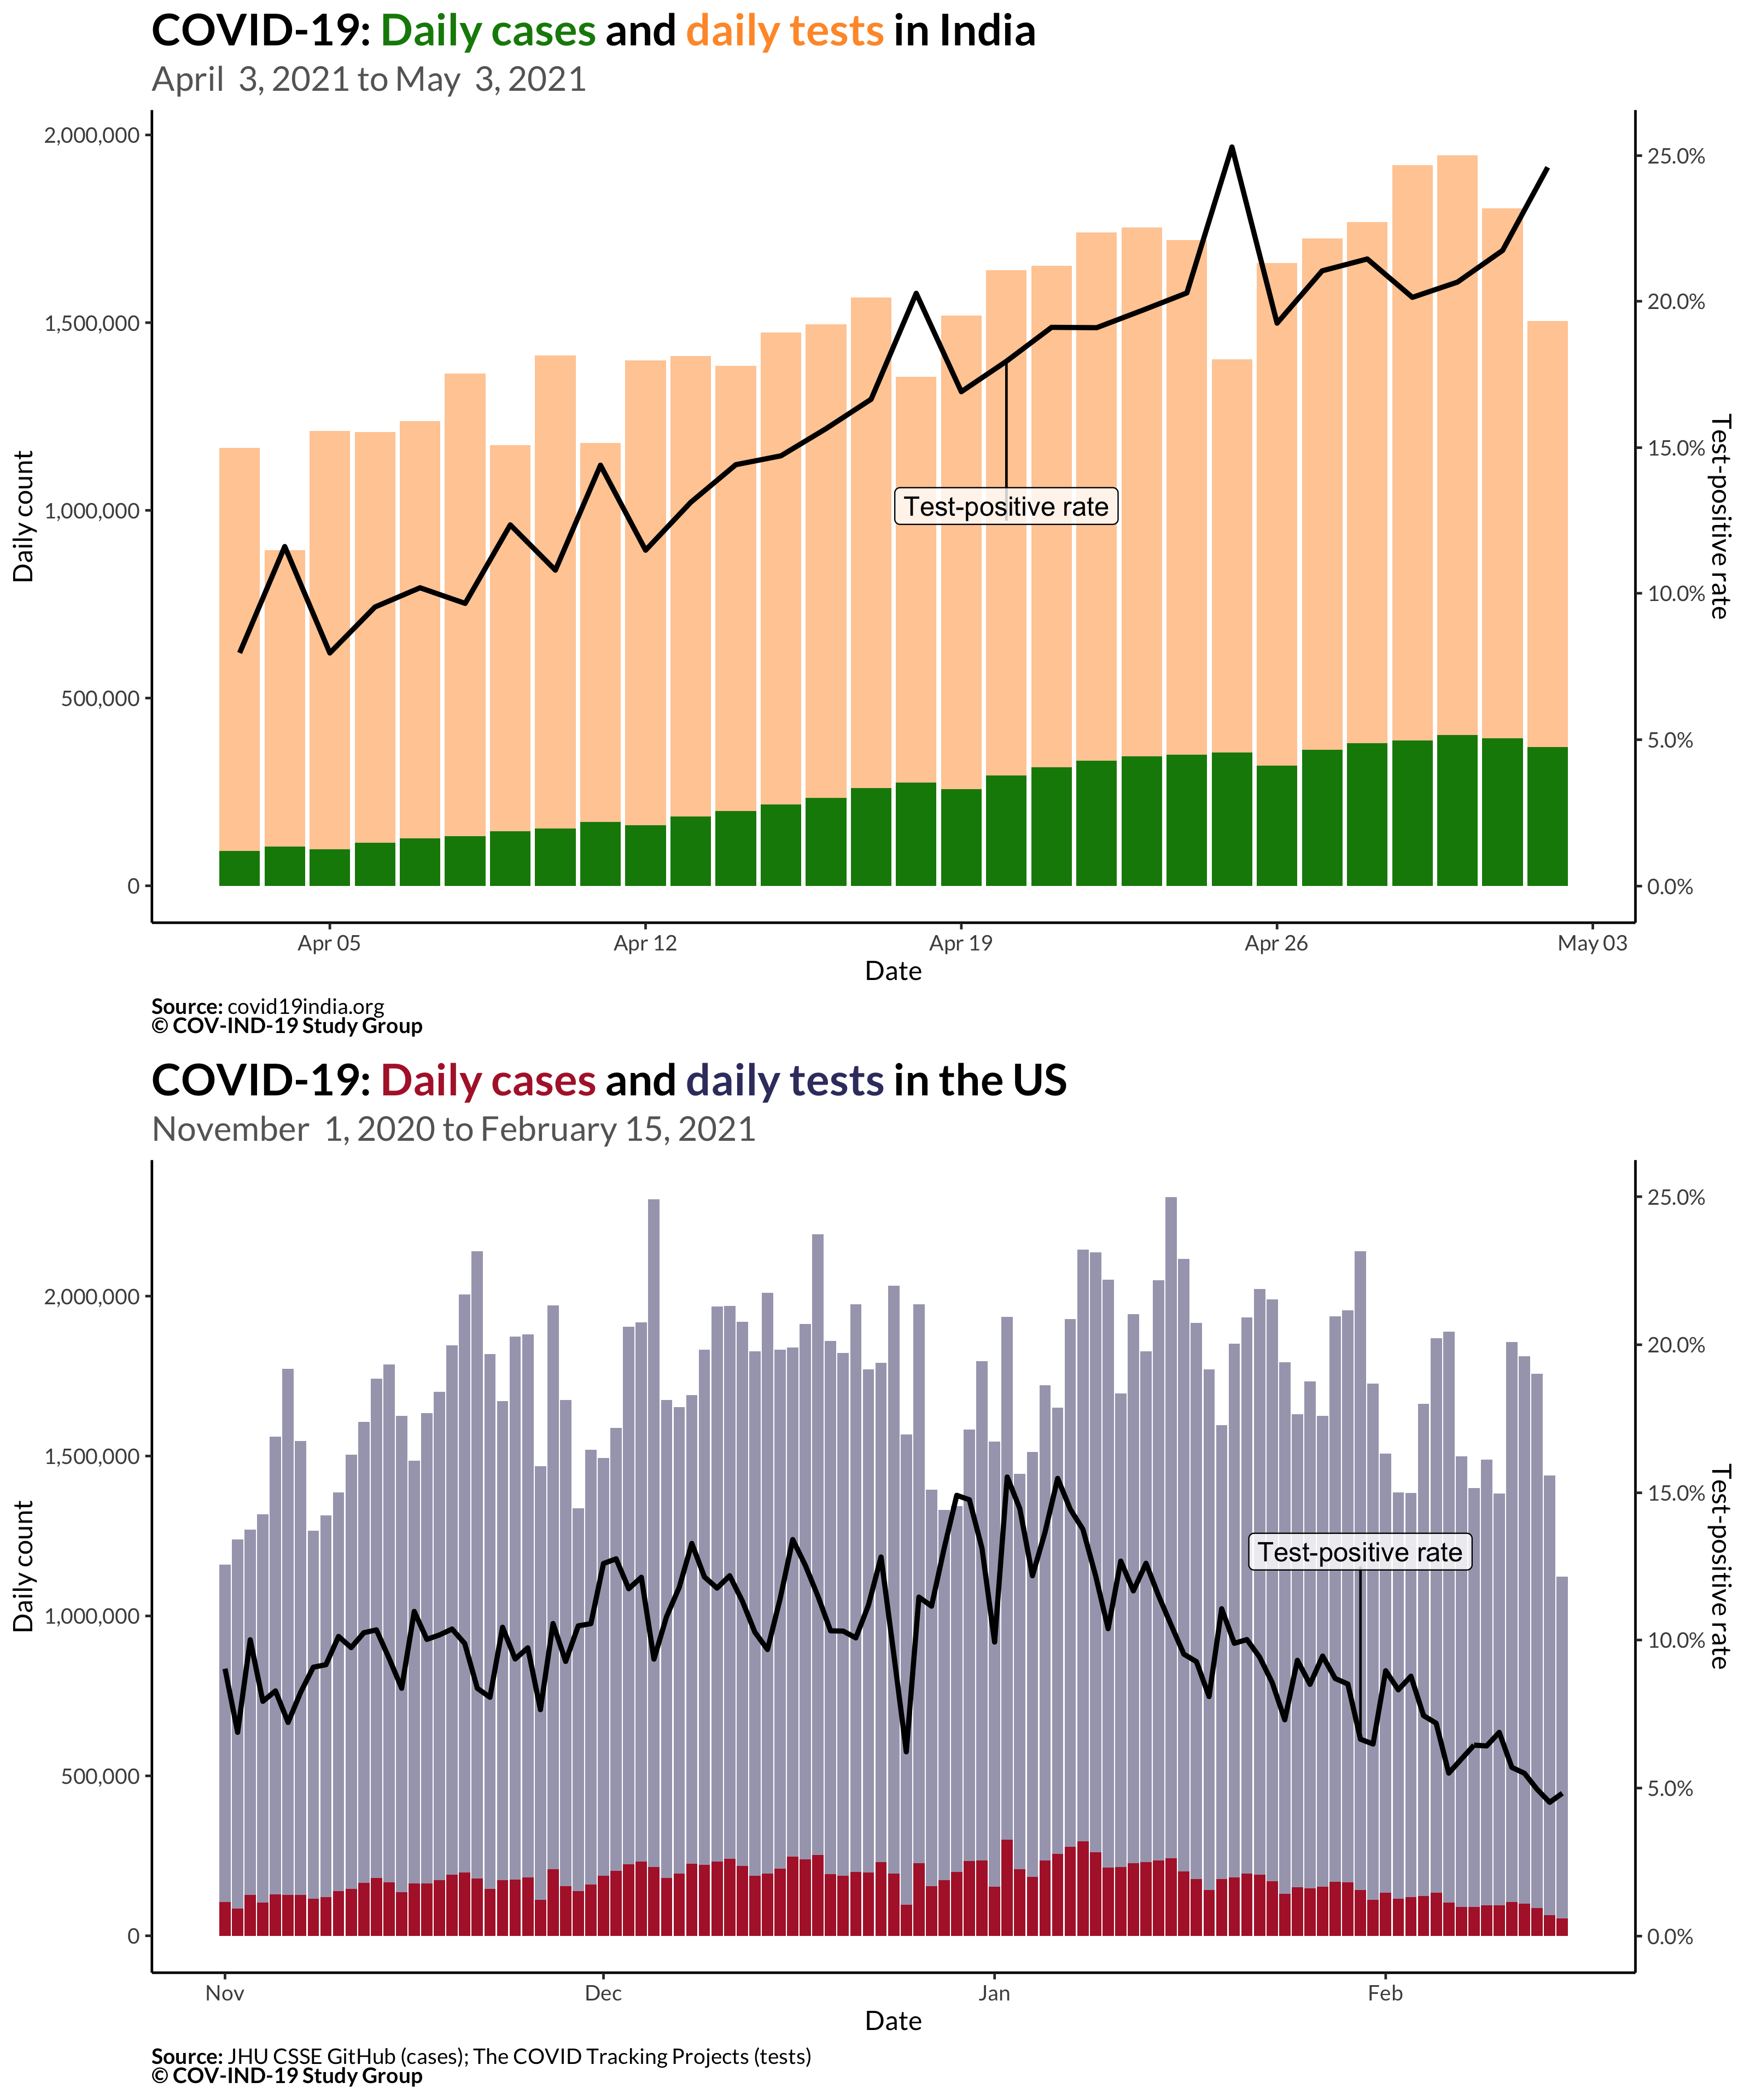 COVID-19: Daily cases and daily tests in India
April 3, 2021 to May 3, 2021
2,000,000
1,500,000
1,000,000
500,000
0
Daily count
25.0%
20.0%
15.0%
10.0%
5.0%
0.0%
Test-positive rate
Test-positive rate
Apr 05 Apr 12 Apr 19 Apr 26 May 03
Date
Source: covid19india.org
© COV-IND-19 Study Group
COVID-19: Daily cases and daily tests in the US
November 1, 2020 to February 15, 2021
2,000,000
1,500,000
1,000,000
500,000
0
Daily count
25.0%
20.0%
15.0%
10.0%
5.0%
0.0%
Test-positive rate
Test-positive rate
Nov Dec Jan Feb
Date
Source: JHU CSSE GitHub (cases); The COVID Tracking Projects (tests)
© COV-IND-19 Study Group